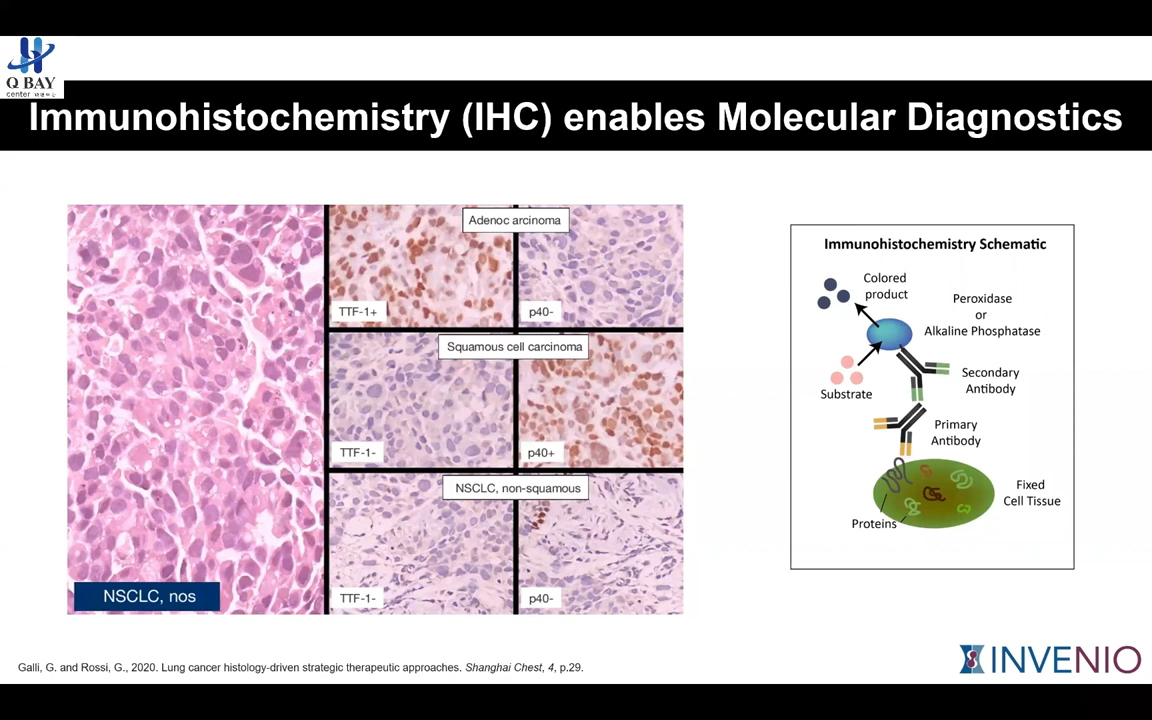 Q BAY
center
Immunohistochemistry (IHC) enables Molecular Diagnostics
Adenoc arcinoma
TTF-1+
p40-
Squamous cell carcinoma
TTF-1-
p40+
NSCLC, non-squamous
TTF-1-
p40-
NSCLC, nos
Immunohistochemistry Schematic
Colored
product
Peroxidase
or
Alkaline Phosphatase
Substrate
Secondary
Antibody
Primary
Antibody
Fixed
Cell Tissue
Proteins
Galli, G. and Rossi, G., 2020. Lung cancer histology-driven strategic therapeutic approaches. Shanghai Chest, 4, p.29.
INVENIO